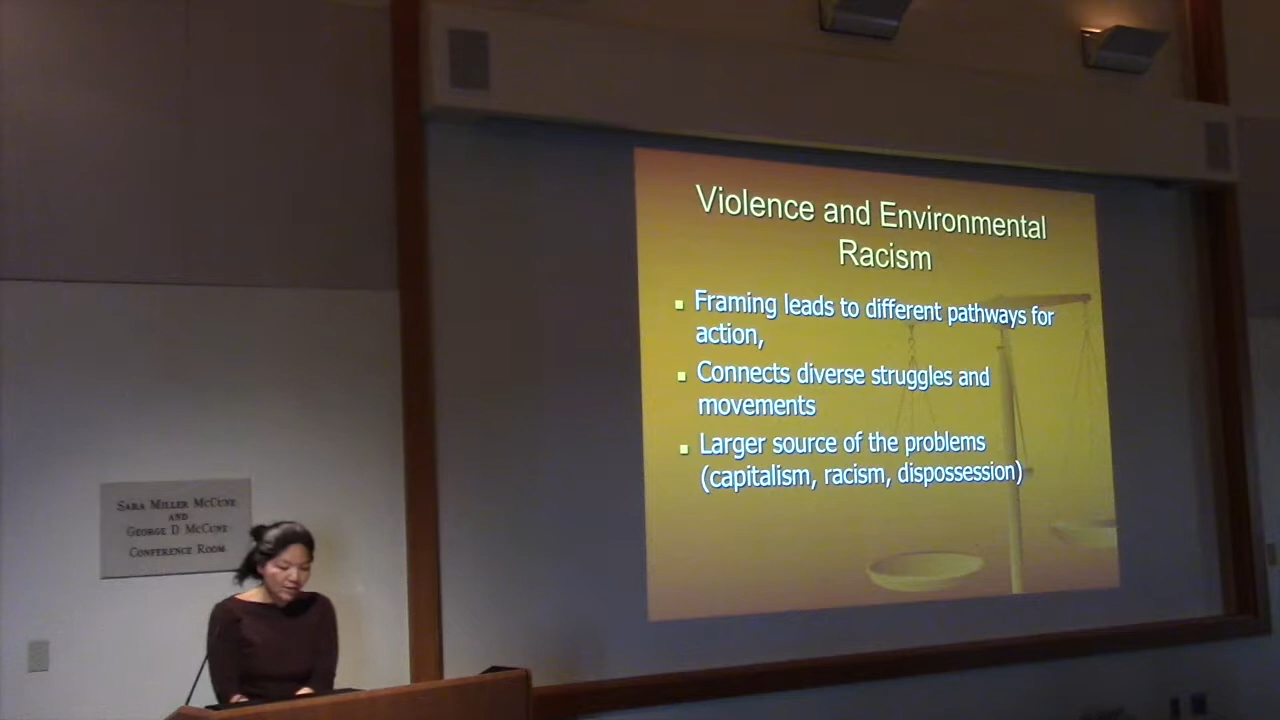 Violence and Environmental
Racism
Framing leads to different pathways for
action,
Connects diverse struggles and
movements
Larger source of the problems
(capitalism, racism, dispossession)
Sara Miller McCune
and
George D McCune
Conference Room